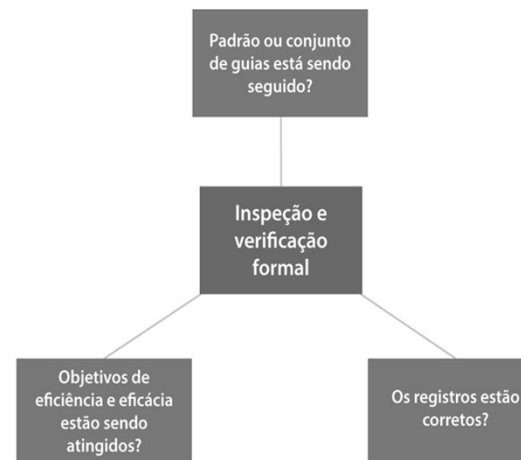 Padrão ou conjunto
de guias está sendo
seguido?
Inspeção e
verificação
formal
Objetivos de
eficiência e eficácia
estão sendo
atingidos?
Os registros estão
corretos?